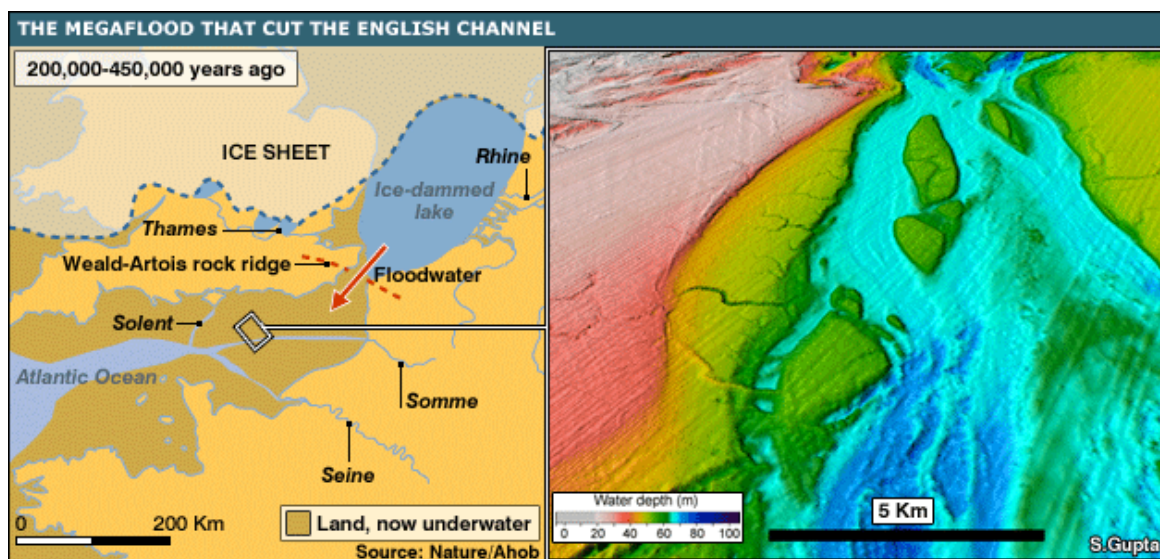 THE MEGAFLOOD THAT CUT THE ENGLISH CHANNEL
200,000-450,000 years ago
ICE SHEET
Rhine
Ice-dammed
lake
Thames
Weald-Artois rock ridge
Floodwater
Solent
Atlantic Ocean
Somme
Seine
0 200 Km
Land, now underwater
Source: Nature/Ahob
Water depth (m)
0 20 40 60 80 100
5 Km
S.Gupta